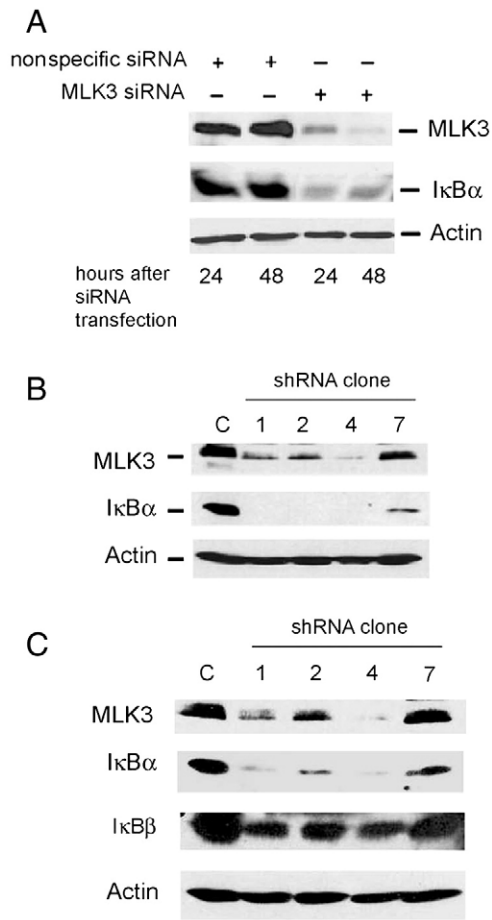 A
nonspecific siRNA + + – –
MLK3 siRNA – – + +
MLK3
IκBα
Actin
hours after siRNA transfection 24 48 24 48
B
shRNA clone
C 1 2 4 7
MLK3
IκBα
Actin
C
shRNA clone
C 1 2 4 7
MLK3
IκBα
IκBβ
Actin